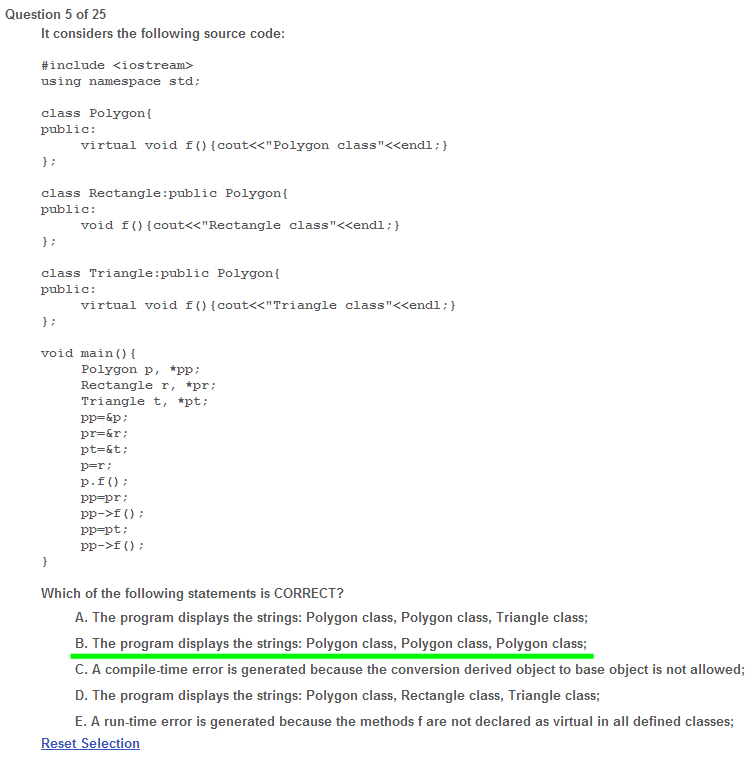 Question 5 of 25
It considers the following source code:
#include <iostream>
using namespace std;
class Polygon{
public:
virtual void f(){cout<<"Polygon class"<<endl;}
};
class Rectangle:public Polygon{
public:
void f(){cout<<"Rectangle class"<<endl;}
};
class Triangle:public Polygon{
public:
virtual void f(){cout<<"Triangle class"<<endl;}
};
void main(){
Polygon p, *pp;
Rectangle r, *pr;
Triangle t, *pt;
pp=&p;
pr=&r;
pt=&t;
p=r;
p.f();
pp=pr;
pp->f();
pp=pt;
pp->f();
}
Which of the following statements is CORRECT?
A. The program displays the strings: Polygon class, Polygon class, Triangle class;
B. The program displays the strings: Polygon class, Polygon class, Polygon class;
C. A compile-time error is generated because the conversion derived object to base object is not allowed;
D. The program displays the strings: Polygon class, Rectangle class, Triangle class;
E. A run-time error is generated because the methods f are not declared as virtual in all defined classes;
Reset Selection